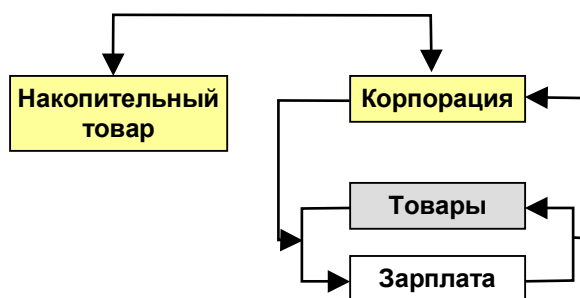 Накопительный
товар
Корпорация
Товары
Зарплата